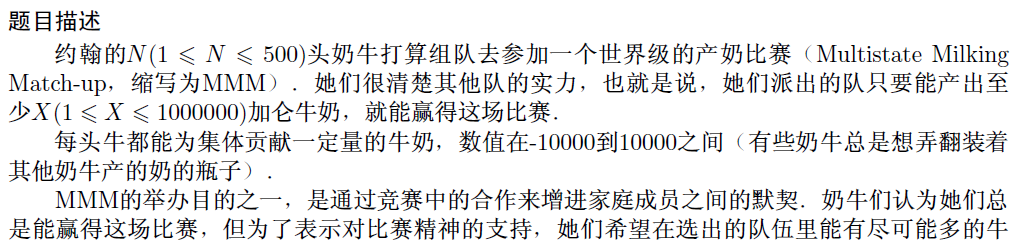 题目描述
约翰的N(1 ⩽ N ⩽ 500)头奶牛打算组队去参加一个世界级的产奶比赛（Multistate Milking
Match-up，缩写为MMM）．她们很清楚其他队的实力，也就是说，她们派出的队只要能产出至
少X(1 ⩽ X ⩽ 1000000)加仑牛奶，就能赢得这场比赛．
每头牛都能为集体贡献一定量的牛奶，数值在-10000到10000之间（有些奶牛总是想弄翻装着
其他奶牛产的奶的瓶子）．
MMM的举办目的之一，是通过竞赛中的合作来增进家庭成员之间的默契．奶牛们认为她们总
是能赢得这场比赛，但为了表示对比赛精神的支持，她们希望在选出的队伍里能有尽可能多的牛